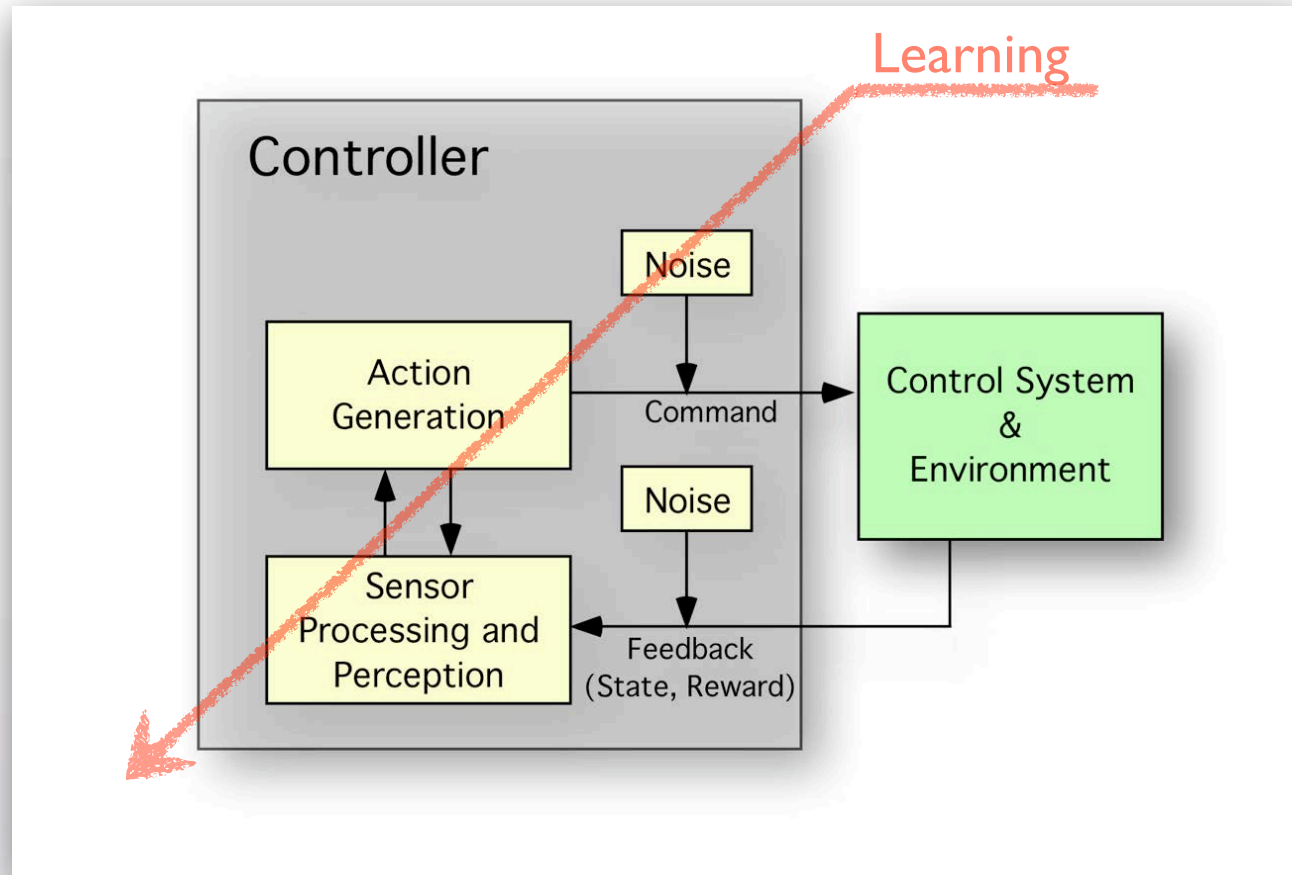 Learning
Controller
Noise
Action
Generation
Command
Control System
&
Environment
Noise
Sensor
Processing and
Perception
Feedback
(State, Reward)